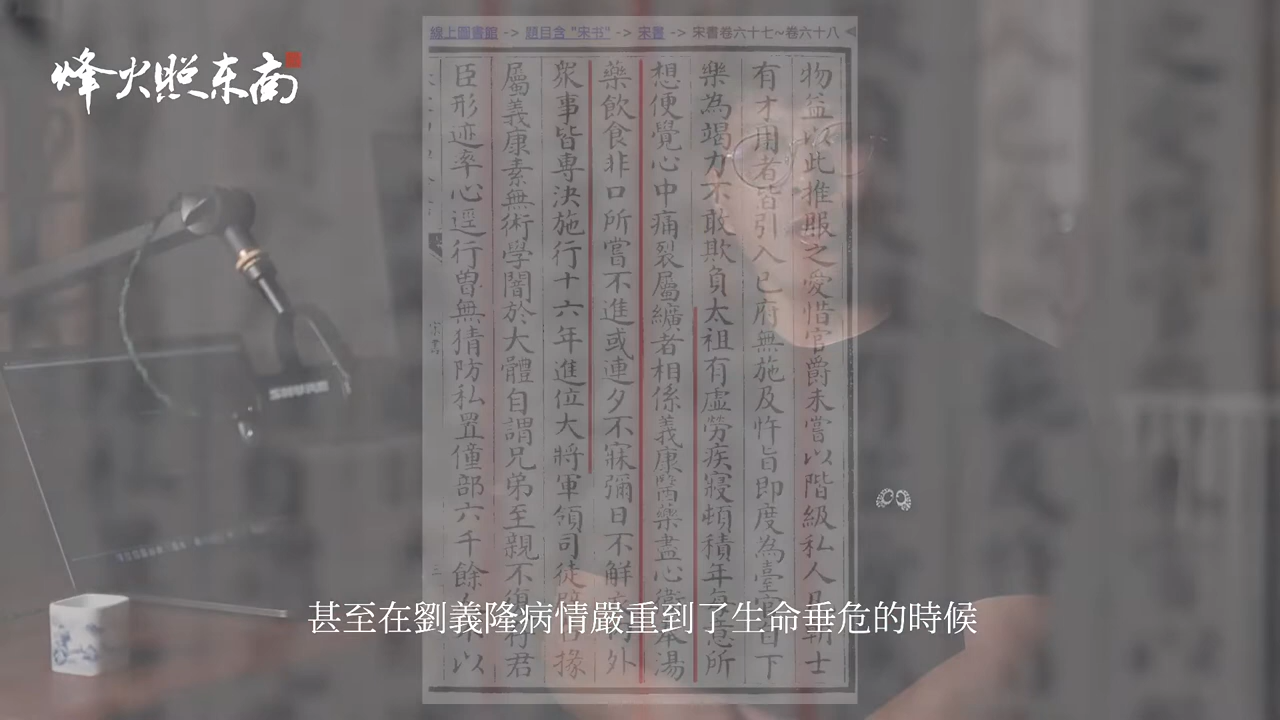 烽火照东南
線上圖書館 -> 題目含 "宋书" -> 宋書 -> 宋書卷六十七~卷六十八
物益以此推服之愛惜官爵未嘗以階級私人凡朝士
有才用者皆引入己府無施及忤旨即度為臺官自下
樂為竭力不敢欺負太祖有虛勞疾寢頓積年每意所
想便覺心中痛裂屬纊者相係義康醫藥盡心衛奉湯
藥飲食非口所嘗不進或連夕不寐彌日不解衣内外
衆事皆専決施行十六年進位大將軍領司徒辟召掾
屬義康素無術學闇於大體自謂兄弟至親不復存君
臣形迹率心逕行曾無猜防私置僮部六千餘人不以
宋書
三
SHURE
甚至在劉義隆病情嚴重到了生命垂危的時候